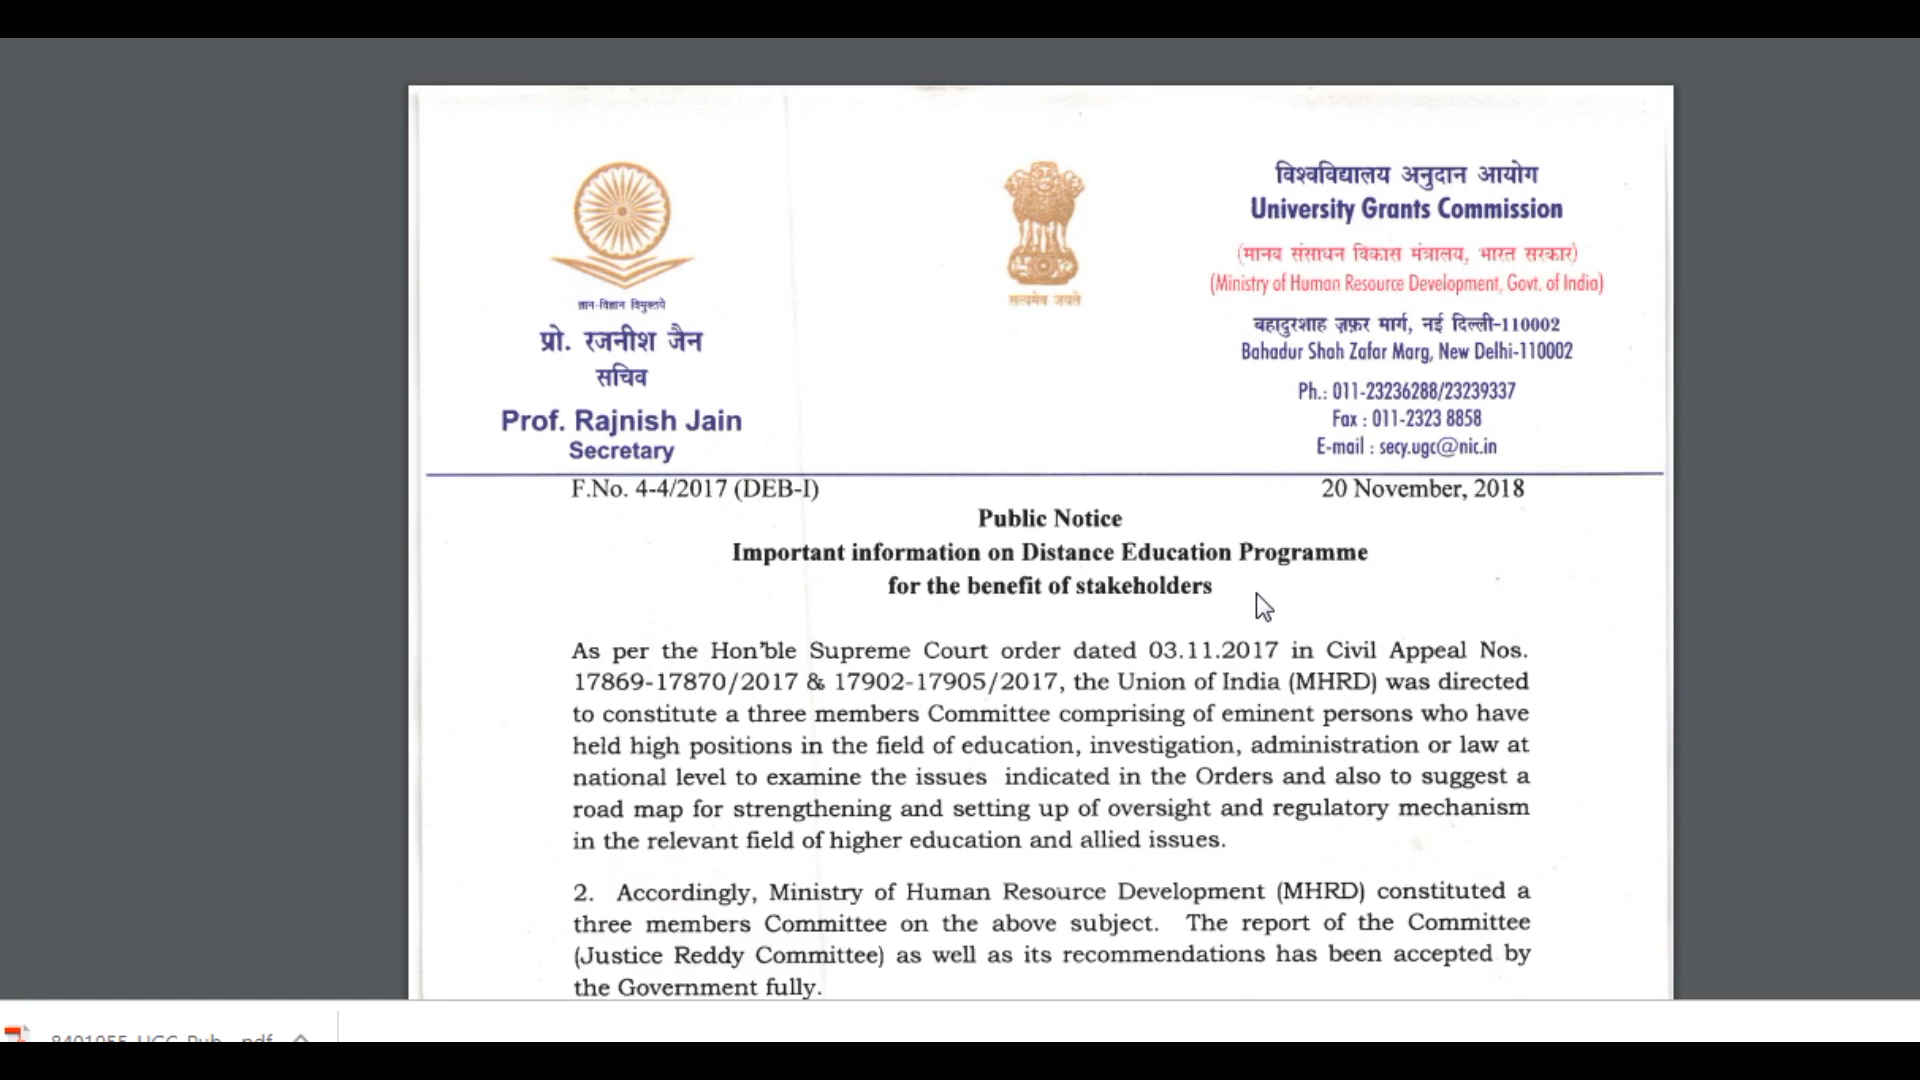 ज्ञान-विज्ञान विमुक्तये
प्रो. रजनीश जैन
सचिव
Prof. Rajnish Jain
Secretary
सत्यमेव जयते
विश्वविद्यालय अनुदान आयोग
University Grants Commission
(मानव संसाधन विकास मंत्रालय, भारत सरकार)
(Ministry of Human Resource Development, Govt. of India)
बहादुरशाह ज़फ़र मार्ग, नई दिल्ली-110002
Bahadur Shah Zafar Marg, New Delhi-110002
Ph.: 011-23236288/23239337
Fax : 011-2323 8858
E-mail : secy.ugc@nic.in
F.No. 4-4/2017 (DEB-I) 20 November, 2018
Public Notice
Important information on Distance Education Programme
for the benefit of stakeholders
As per the Hon'ble Supreme Court order dated 03.11.2017 in Civil Appeal Nos.
17869-17870/2017 & 17902-17905/2017, the Union of India (MHRD) was directed
to constitute a three members Committee comprising of eminent persons who have
held high positions in the field of education, investigation, administration or law at
national level to examine the issues indicated in the Orders and also to suggest a
road map for strengthening and setting up of oversight and regulatory mechanism
in the relevant field of higher education and allied issues.
2. Accordingly, Ministry of Human Resource Development (MHRD) constituted a
three members Committee on the above subject. The report of the Committee
(Justice Reddy Committee) as well as its recommendations has been accepted by
the Government fully.